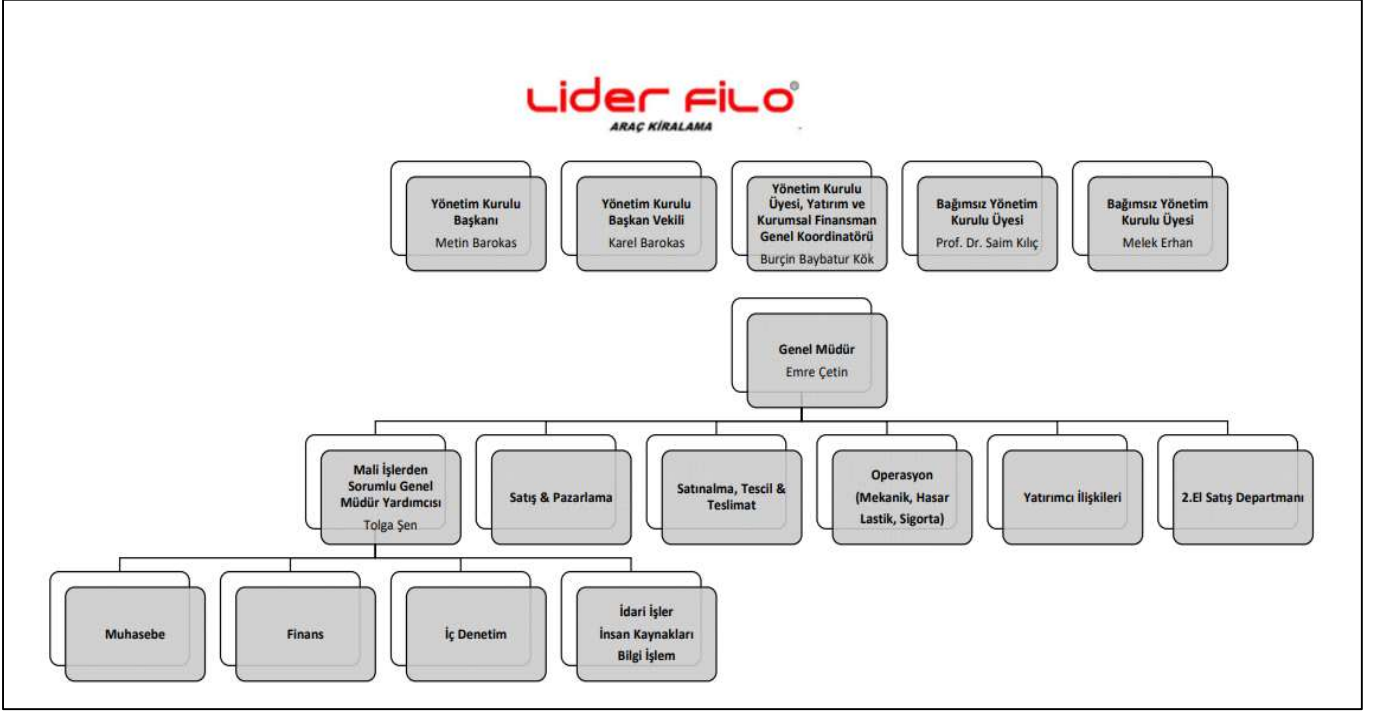 Lider FiLo
ARAÇ KİRALAMA
Yönetim Kurulu
Başkanı
Metin Barokas
Yönetim Kurulu
Başkan Vekili
Karel Barokas
Yönetim Kurulu
Üyesi, Yatırım ve
Kurumsal Finansman
Genel Koordinatörü
Burçin Baybatur Kök
Bağımsız Yönetim
Kurulu Üyesi
Prof. Dr. Saim Kılıç
Bağımsız Yönetim
Kurulu Üyesi
Melek Erhan
Genel Müdür
Emre Çetin
Mali İşlerden
Sorumlu Genel
Müdür Yardımcısı
Tolga Şen
Satış & Pazarlama
Satınalma, Tescil &
Teslimat
Operasyon
(Mekanik, Hasar
Lastik, Sigorta)
Yatırımcı İlişkileri
2.El Satış Departmanı
Muhasebe
Finans
İç Denetim
İdari İşler
İnsan Kaynakları
Bilgi İşlem